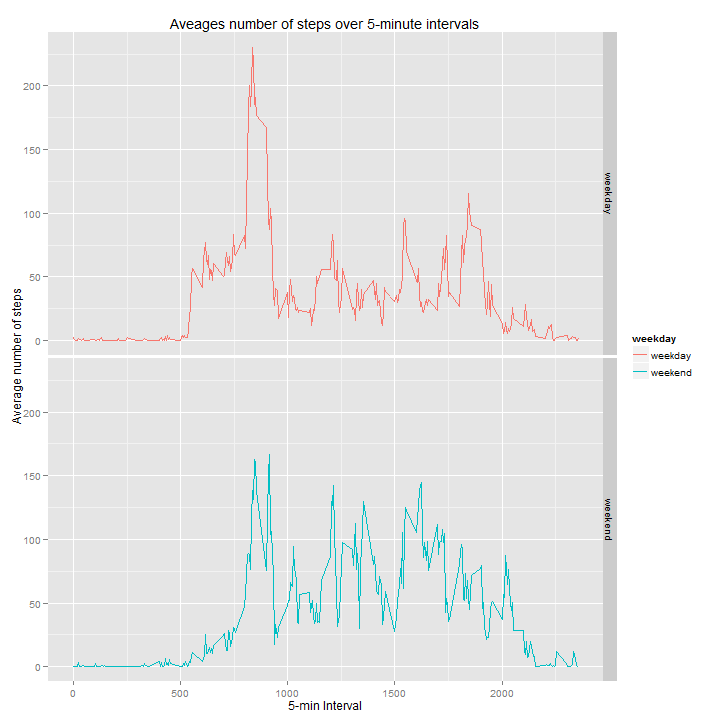 Aveages number of steps over 5-minute intervals
Average number of steps
200
150
100
50
0
weekday
200
150
100
50
0
weekend
0 500 1000 1500 2000
5-min Interval
weekday
weekday
weekend